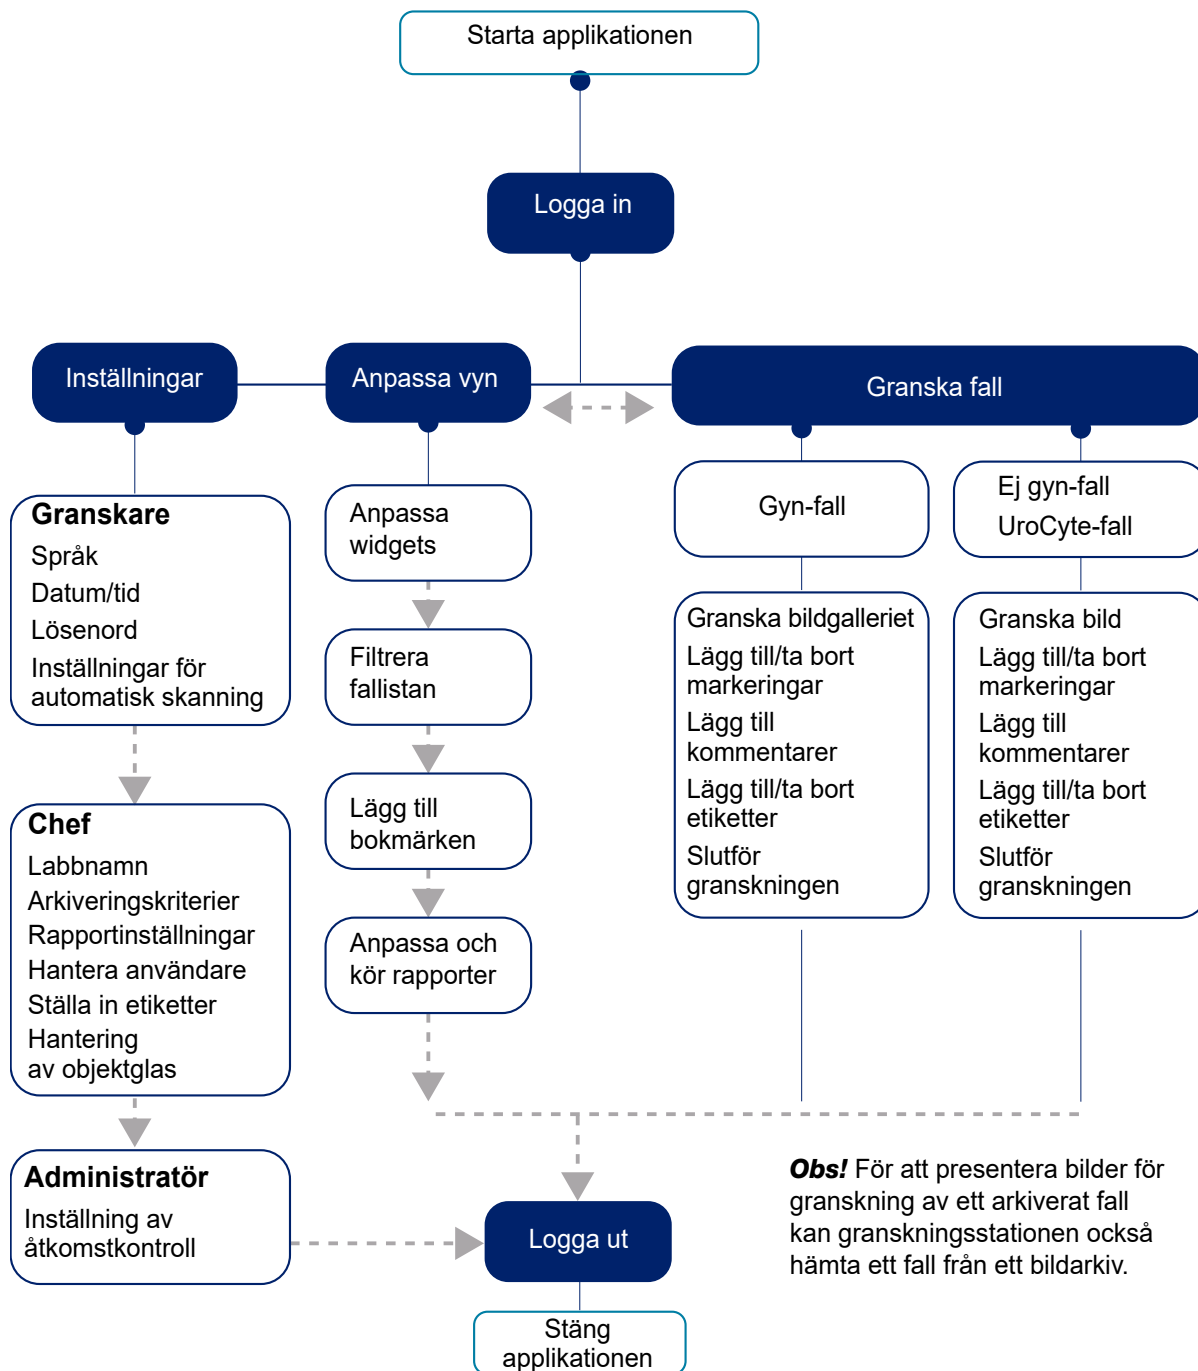 Starta applikationen
Logga in
Inställningar
Anpassa vyn
Granska fall
Granskare
Språk
Datum/tid
Lösenord
Inställningar för
automatisk skanning
Chef
Labbnamn
Arkiveringskriterier
Rapportinställningar
Hantera användare
Ställa in etiketter
Hantering
av objektglas
Administratör
Inställning av
åtkomstkontroll
Anpassa
widgets
Filtrera
fallistan
Lägg till
bokmärken
Anpassa och
kör rapporter
Gyn-fall
Granska bildgalleriet
Lägg till/ta bort
markeringar
Lägg till
kommentarer
Lägg till/ta bort
etiketter
Slutför
granskningen
Ej gyn-fall
UroCyte-fall
Granska bild
Lägg till/ta bort
markeringar
Lägg till
kommentarer
Lägg till/ta bort
etiketter
Slutför
granskningen
Obs! För att presentera bilder för
granskning av ett arkiverat fall
kan granskningsstationen också
hämta ett fall från ett bildarkiv.
Logga ut
Stäng
applikationen